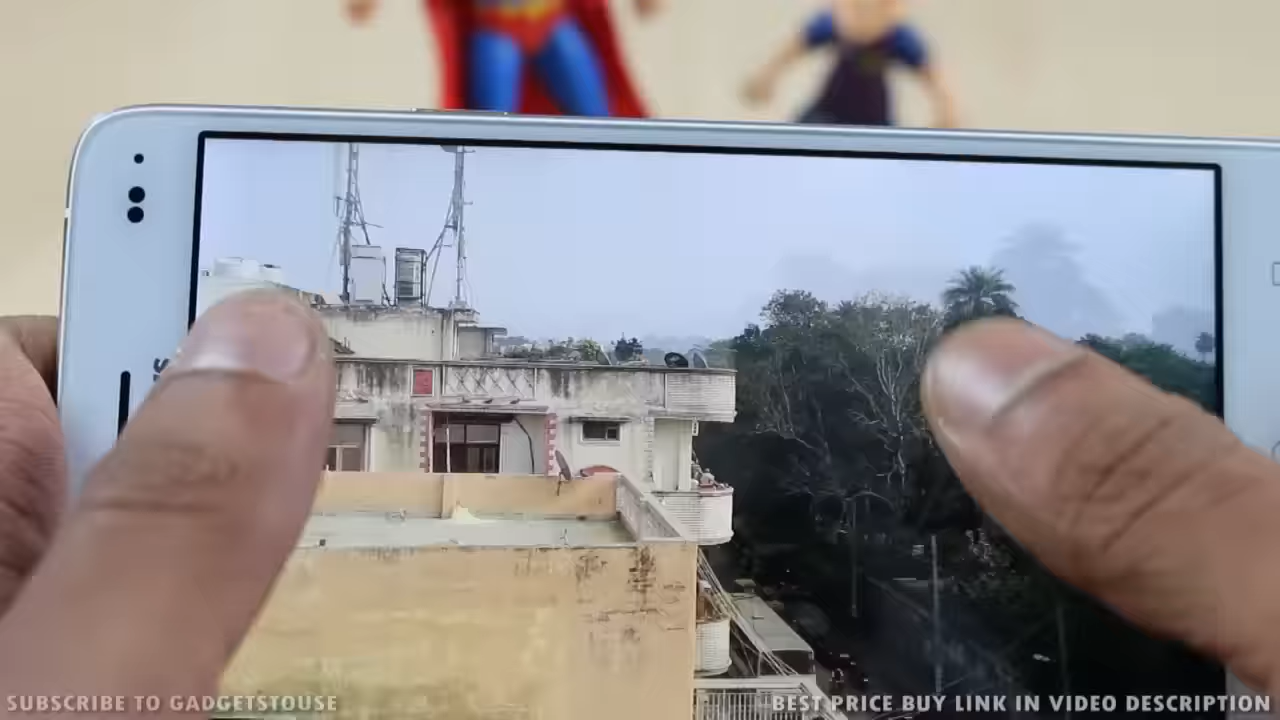 SUBSCRIBE TO GADGETSTOUSE
BEST PRICE BUY LINK IN VIDEO DESCRIPTION